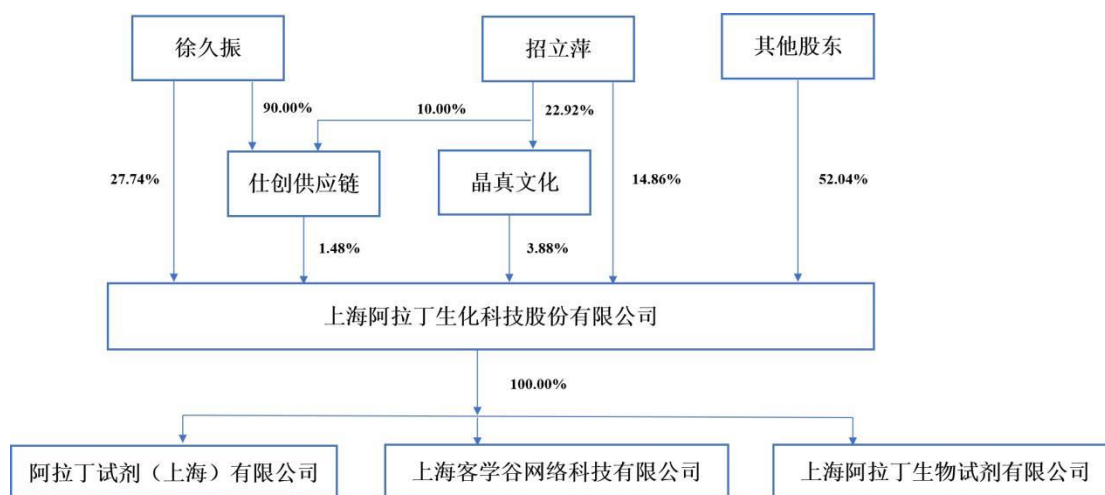 徐久振
招立萍
其他股东
90.00%
10.00%
22.92%
27.74%
仕创供应链
晶真文化
14.86%
52.04%
1.48%
3.88%
上海阿拉丁生化科技股份有限公司
100.00%
阿拉丁试剂（上海）有限公司
上海客学谷网络科技有限公司
上海阿拉丁生物试剂有限公司